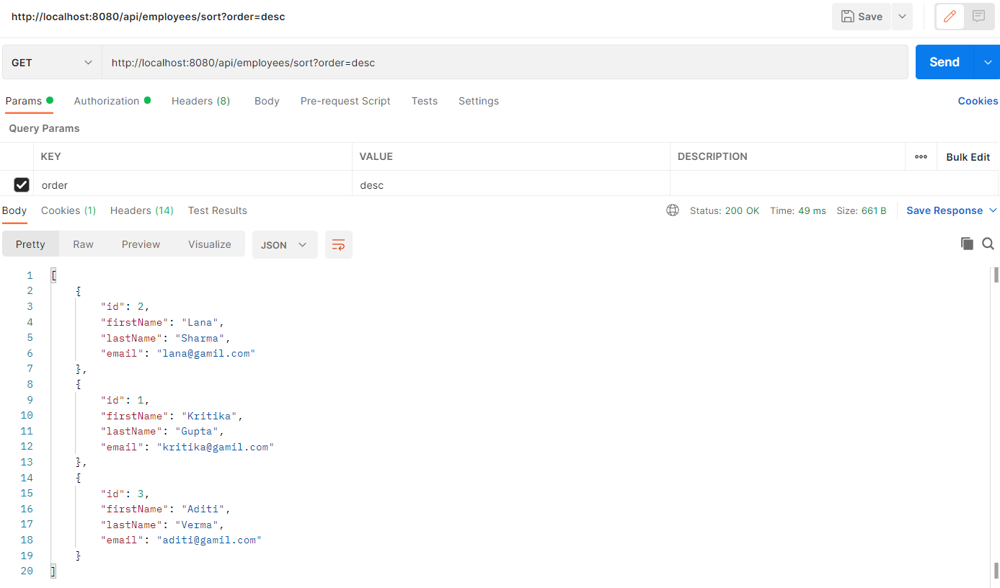 http://localhost:8080/api/employees/sort?order=desc Save
GET http://localhost:8080/api/employees/sort?order=desc Send
Params Authorization Headers (8) Body Pre-request Script Tests Settings Cookies
Query Params
KEY VALUE DESCRIPTION ooo Bulk Edit
order desc
Body Cookies (1) Headers (14) Test Results Status: 200 OK Time: 49 ms Size: 661 B Save Response
Pretty Raw Preview Visualize JSON
1 [
2 {
3 "id": 2,
4 "firstName": "Lana",
5 "lastName": "Sharma",
6 "email": "lana@gamil.com"
7 },
8 {
9 "id": 1,
10 "firstName": "Kritika",
11 "lastName": "Gupta",
12 "email": "kritika@gamil.com"
13 },
14 {
15 "id": 3,
16 "firstName": "Aditi",
17 "lastName": "Verma",
18 "email": "aditi@gamil.com"
19 }
20 ]